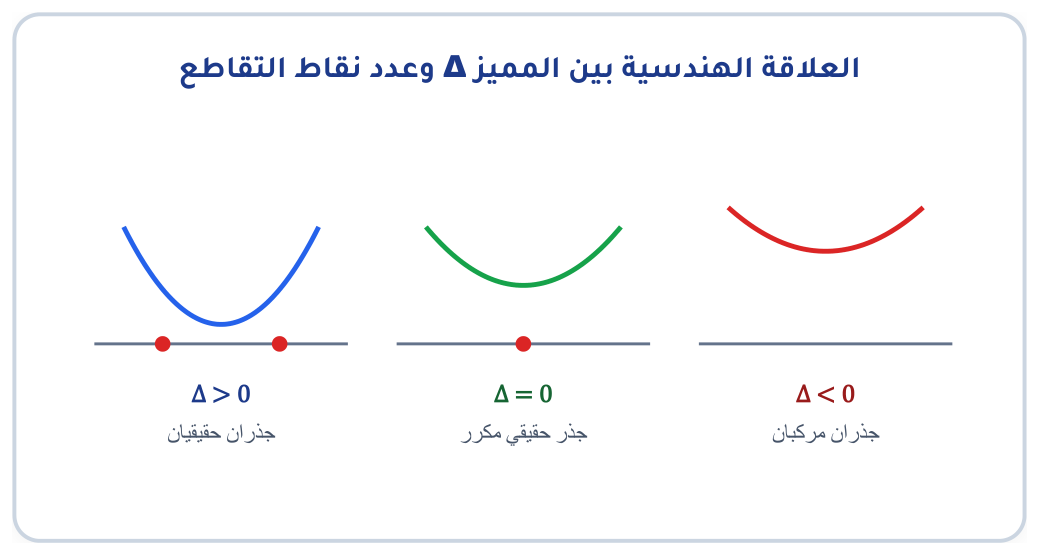 العلاقة الهندسية بين المميز Δ وعدد نقاط التقاطع
Δ < 0
Δ = 0
Δ > 0
جذران مركبان
جذر حقيقي مكرر
جذران حقيقيان